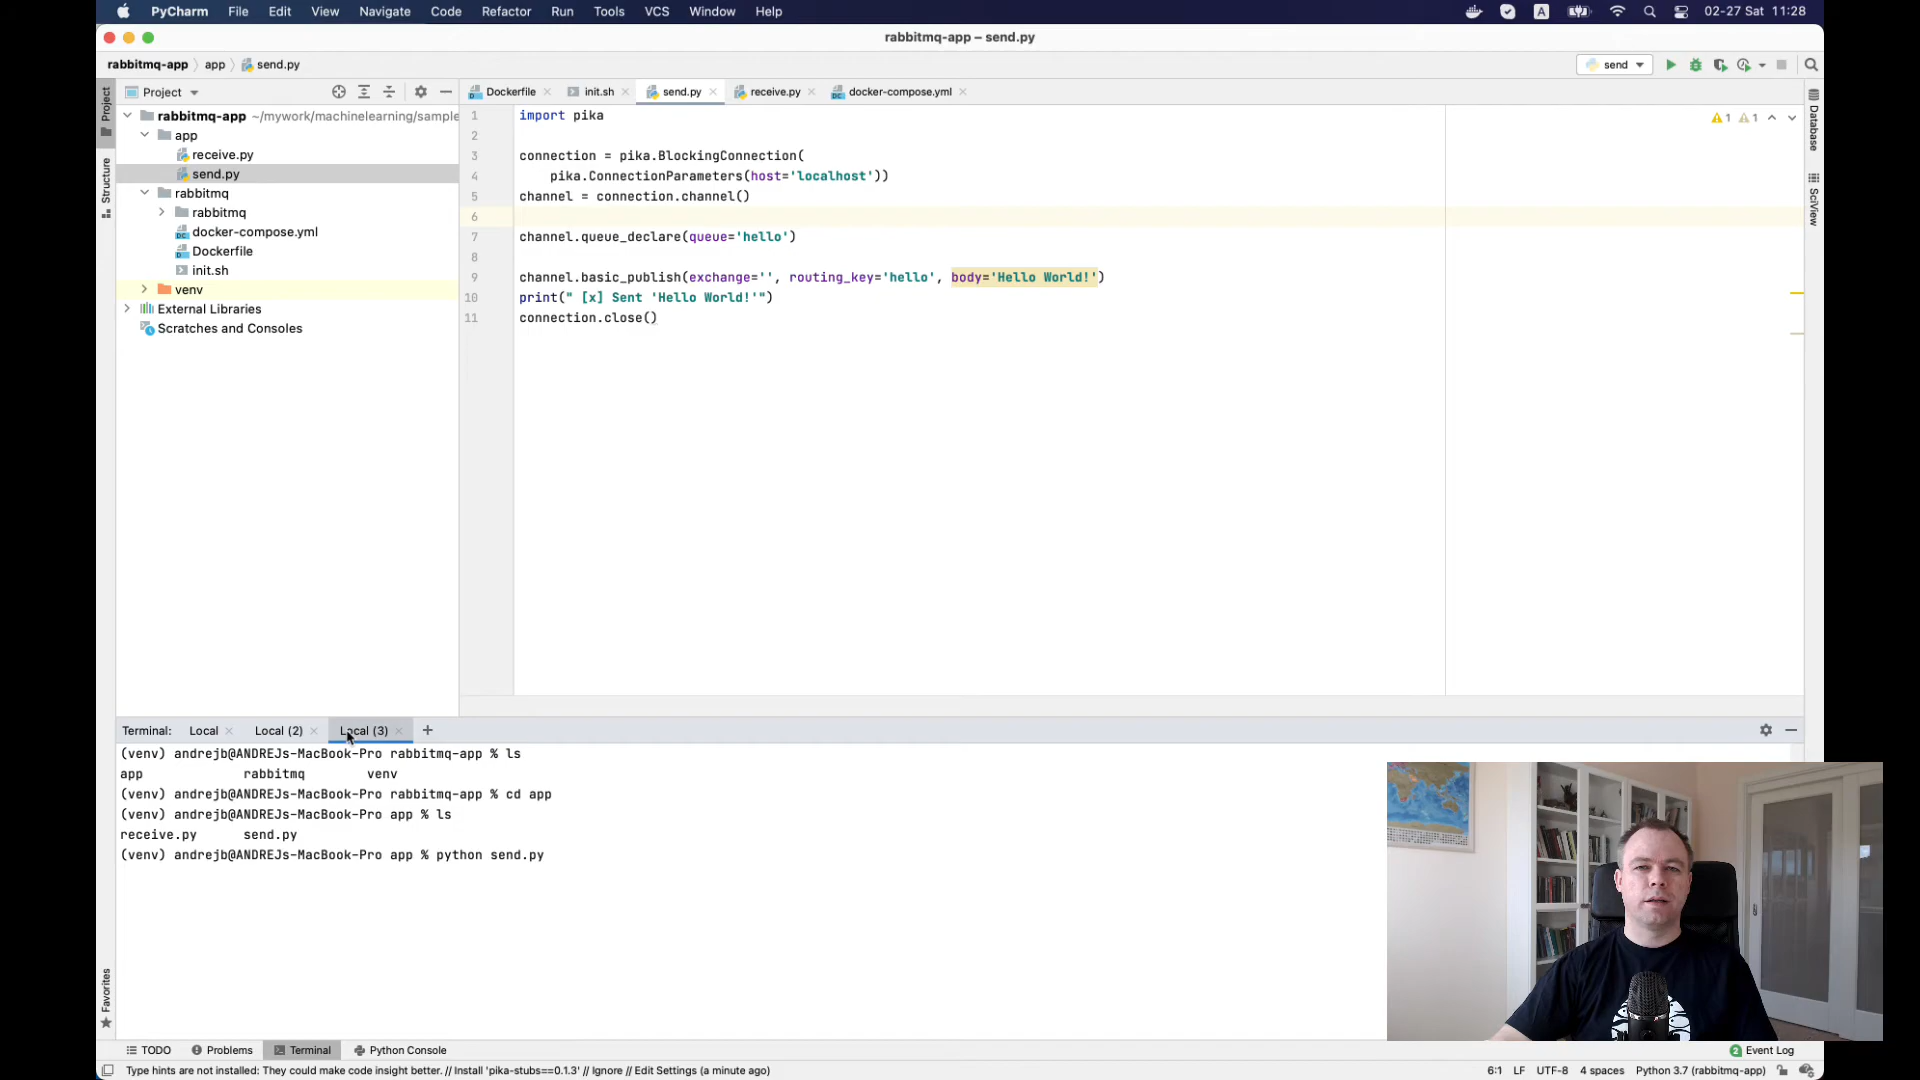 PyCharm File Edit View Navigate Code Refactor Run Tools VCS Window Help A 02-27 Sat 11:28
rabbitmq-app – send.py
rabbitmq-app app send.py send
Project Dockerfile init.sh send.py receive.py docker-compose.yml
rabbitmq-app ~/mywork/machinelearning/sample
app
receive.py
send.py
rabbitmq
rabbitmq
docker-compose.yml
Dockerfile
init.sh
venv
External Libraries
Scratches and Consoles
Project
Structure
Favorites
1 import pika
2
3 connection = pika.BlockingConnection(
4 pika.ConnectionParameters(host='localhost'))
5 channel = connection.channel()
6
7 channel.queue_declare(queue='hello')
8
9 channel.basic_publish(exchange='', routing_key='hello', body='Hello World!')
10 print(" [x] Sent 'Hello World!'")
11 connection.close()
1 1
Database
SciView
Terminal: Local Local (2) Local (3) +
(venv) andrejb@ANDREJs-MacBook-Pro rabbitmq-app % ls
app rabbitmq venv
(venv) andrejb@ANDREJs-MacBook-Pro rabbitmq-app % cd app
(venv) andrejb@ANDREJs-MacBook-Pro app % ls
receive.py send.py
(venv) andrejb@ANDREJs-MacBook-Pro app % python send.py
TODO Problems Terminal Python Console 2 Event Log
Type hints are not installed: They could make code insight better. // Install 'pika-stubs==0.1.3' // Ignore // Edit Settings (a minute ago) 6:1 LF UTF-8 4 spaces Python 3.7 (rabbitmq-app)